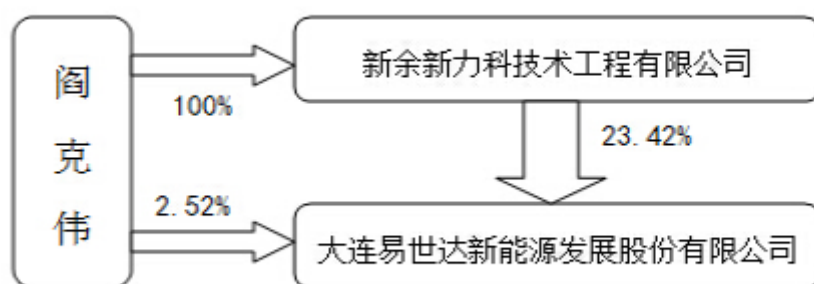 阎克伟
新余新力科技术工程有限公司
100%
23.42%
2.52%
大连易世达新能源发展股份有限公司